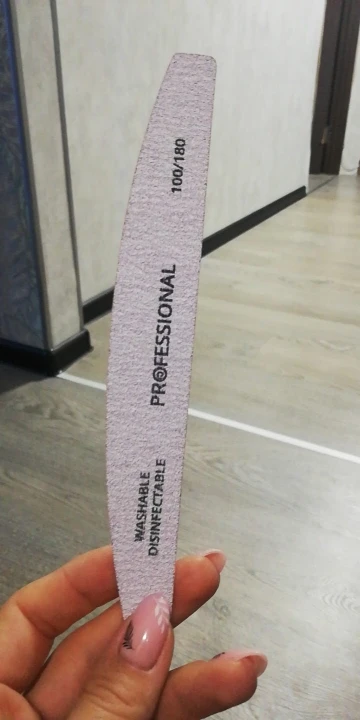 100/180
PROFESSIONAL
WASHABLE
DISINFECTABLE